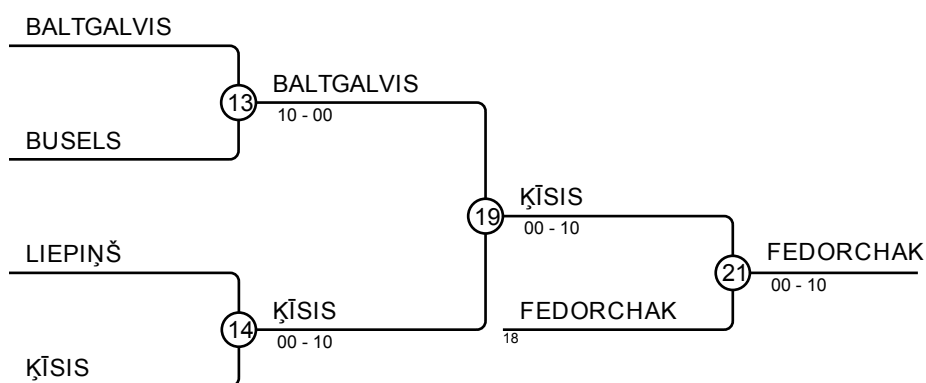 BALTGALVIS
13
BALTGALVIS
10 - 00
BUSELS
19
ĶĪSIS
00 - 10
LIEPIŅŠ
21
FEDORCHAK
00 - 10
14
ĶĪSIS
00 - 10
FEDORCHAK
18
ĶĪSIS